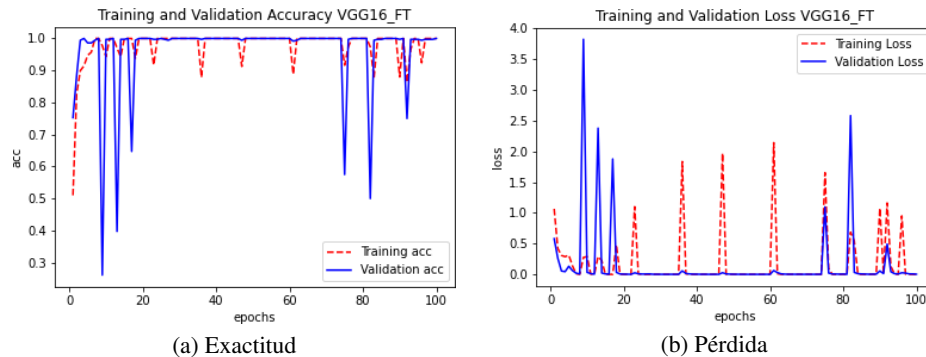 Training and Validation Accuracy VGG16_FT
1.0
0.9
0.8
0.7
0.6
0.5
0.4
0.3
acc
0
20
40
60
80
100
epochs
Training acc
Validation acc
(a) Exactitud
Training and Validation Loss VGG16_FT
4.0
3.5
3.0
2.5
2.0
1.5
1.0
0.5
0.0
loss
0
20
40
60
80
100
epochs
Training Loss
Validation Loss
(b) Pérdida